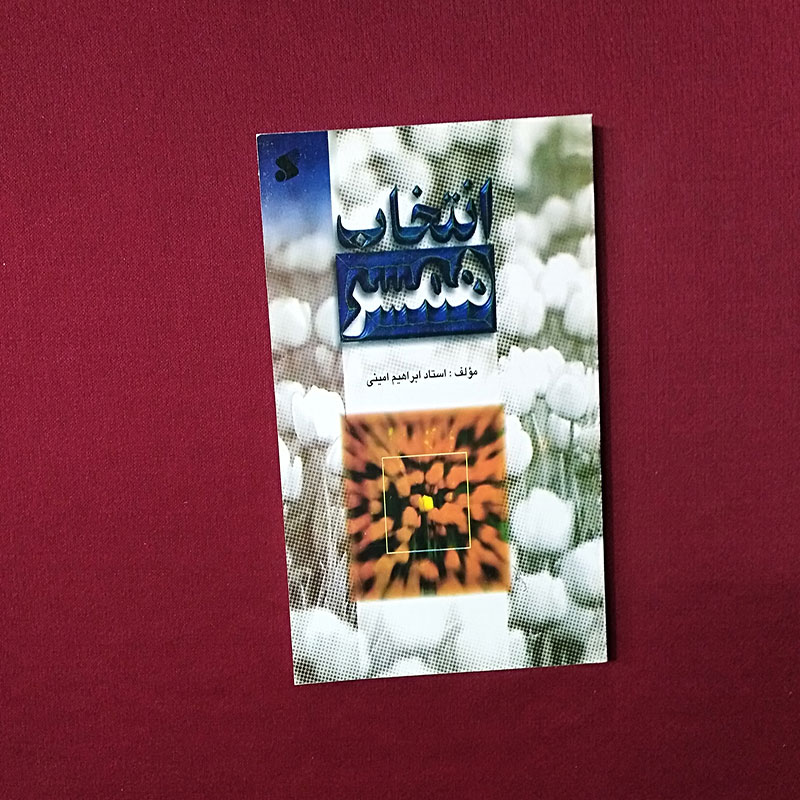 انتخاب
همسر
مؤلف : استاد ابراهیم امینی